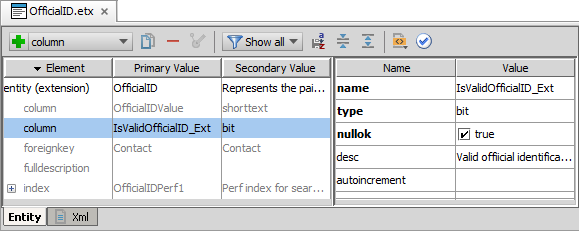 OfficialID.etx ×
column Show all a z
Element Primary Value Secondary Value Name Value
entity (extension) OfficialID Represents the pai... name IsValidOfficialID_Ext
column OfficialIDValue shorttext type bit
column IsValidOfficialID_Ext bit nullok true
foreignkey Contact Contact desc Valid official identifica...
fulldescription autoincrement
index OfficialIDPerf1 Perf index for sear...
Entity Xml